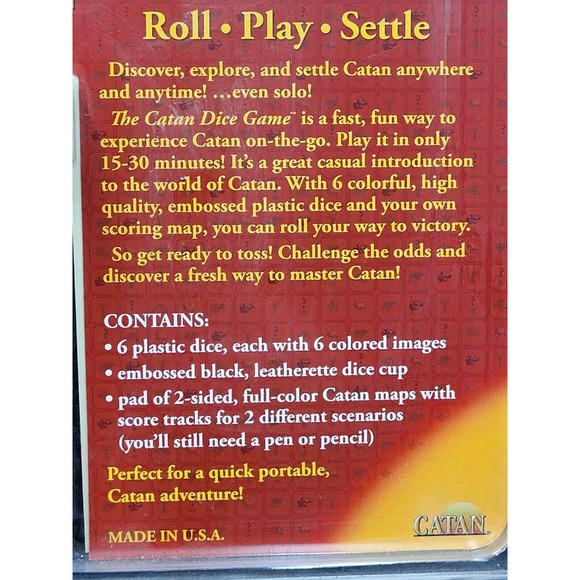 Roll • Play • Settle
Discover, explore, and settle Catan anywhere
and anytime! …even solo!
The Catan Dice Game™ is a fast, fun way to
experience Catan on-the-go. Play it in only
15-30 minutes! It's a great casual introduction
to the world of Catan. With 6 colorful, high
quality, embossed plastic dice and your own
scoring map, you can roll your way to victory.
So get ready to toss! Challenge the odds and
discover a fresh way to master Catan!
CONTAINS:
• 6 plastic dice, each with 6 colored images
• embossed black, leatherette dice cup
• pad of 2-sided, full-color Catan maps with
score tracks for 2 different scenarios
(you'll still need a pen or pencil)
Perfect for a quick portable,
Catan adventure!
MADE IN U.S.A.
CATAN™